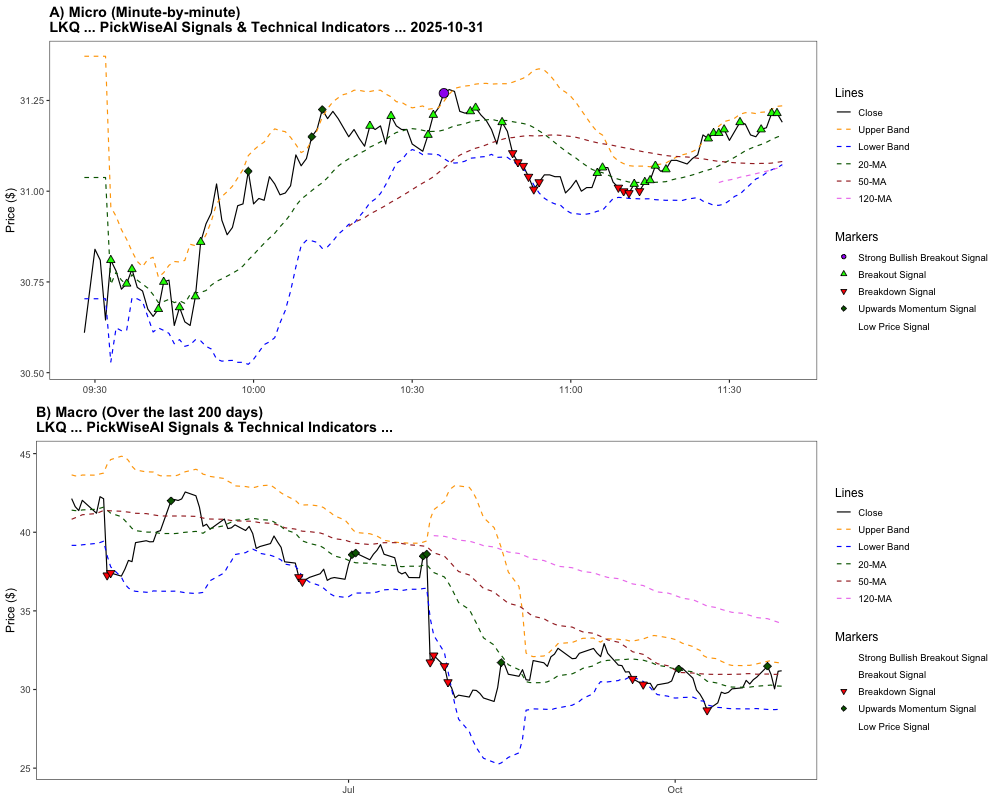 A) Micro (Minute-by-minute)
LKQ ... PickWiseAI Signals & Technical Indicators ... 2025-10-31
Price ($)
31.25
31.00
30.75
30.50
09:30
10:00
10:30
11:00
11:30
Lines
Close
Upper Band
Lower Band
20-MA
50-MA
120-MA
Markers
Strong Bullish Breakout Signal
Breakout Signal
Breakdown Signal
Upwards Momentum Signal
Low Price Signal
B) Macro (Over the last 200 days)
LKQ ... PickWiseAI Signals & Technical Indicators ...
Price ($)
45
40
35
30
25
Jul
Oct
Lines
Close
Upper Band
Lower Band
20-MA
50-MA
120-MA
Markers
Strong Bullish Breakout Signal
Breakout Signal
Breakdown Signal
Upwards Momentum Signal
Low Price Signal